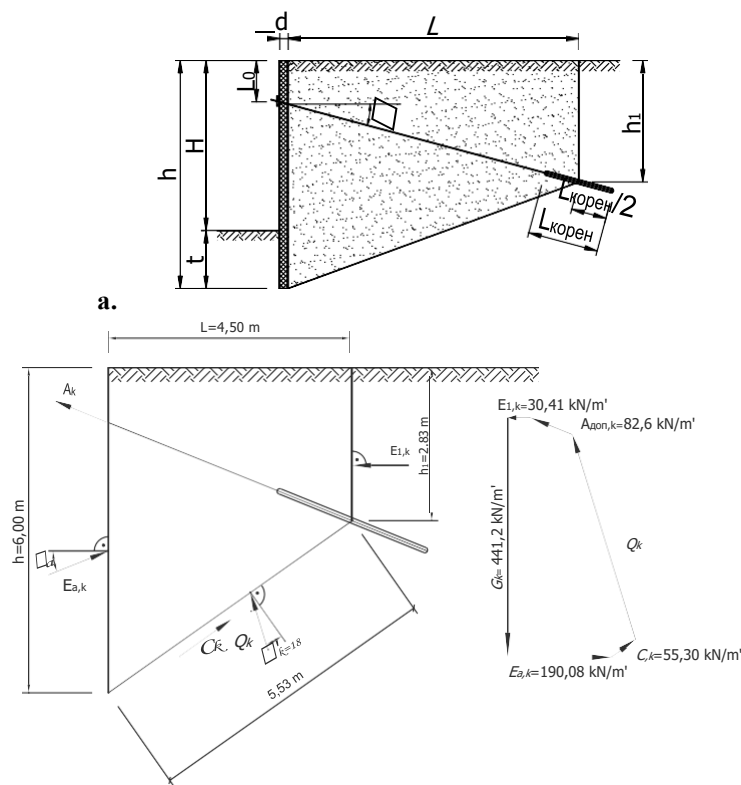 d
L
L0
H
h
t
h1
Lкорен/2
Lкорен
а.
L=4,50 m
Ak
E1,k
h1=2.83 m
h=6,00 m
Ea,k
Ck
Qk
k=18
5,53 m
E1,k=30,41 kN/m'
Aдоп,k=82,6 kN/m'
Gk= 441,2 kN/m'
Qk
C,k=55,30 kN/m'
Ea,k=190,08 kN/m'